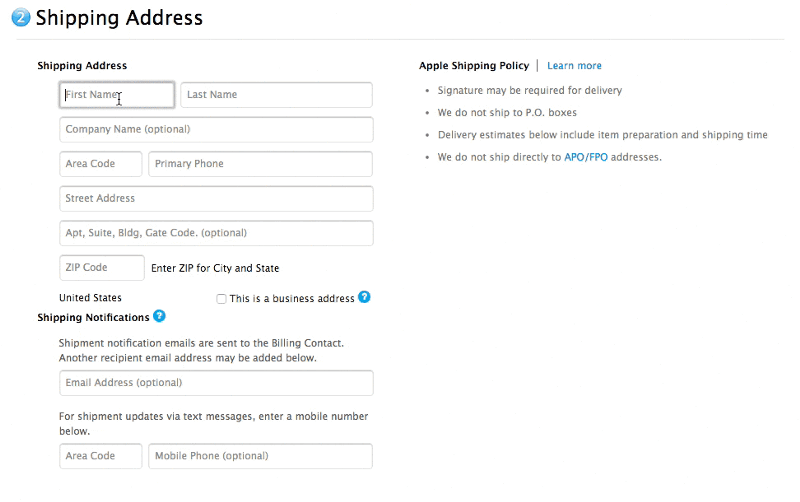 2 Shipping Address
Shipping Address
First Name
Last Name
Company Name (optional)
Area Code
Primary Phone
Street Address
Apt, Suite, Bldg, Gate Code. (optional)
ZIP Code
Enter ZIP for City and State
United States
This is a business address ?
Shipping Notifications ?
Shipment notification emails are sent to the Billing Contact.
Another recipient email address may be added below.
Email Address (optional)
For shipment updates via text messages, enter a mobile number
below.
Area Code
Mobile Phone (optional)
Apple Shipping Policy | Learn more
• Signature may be required for delivery
• We do not ship to P.O. boxes
• Delivery estimates below include item preparation and shipping time
• We do not ship directly to APO/FPO addresses.